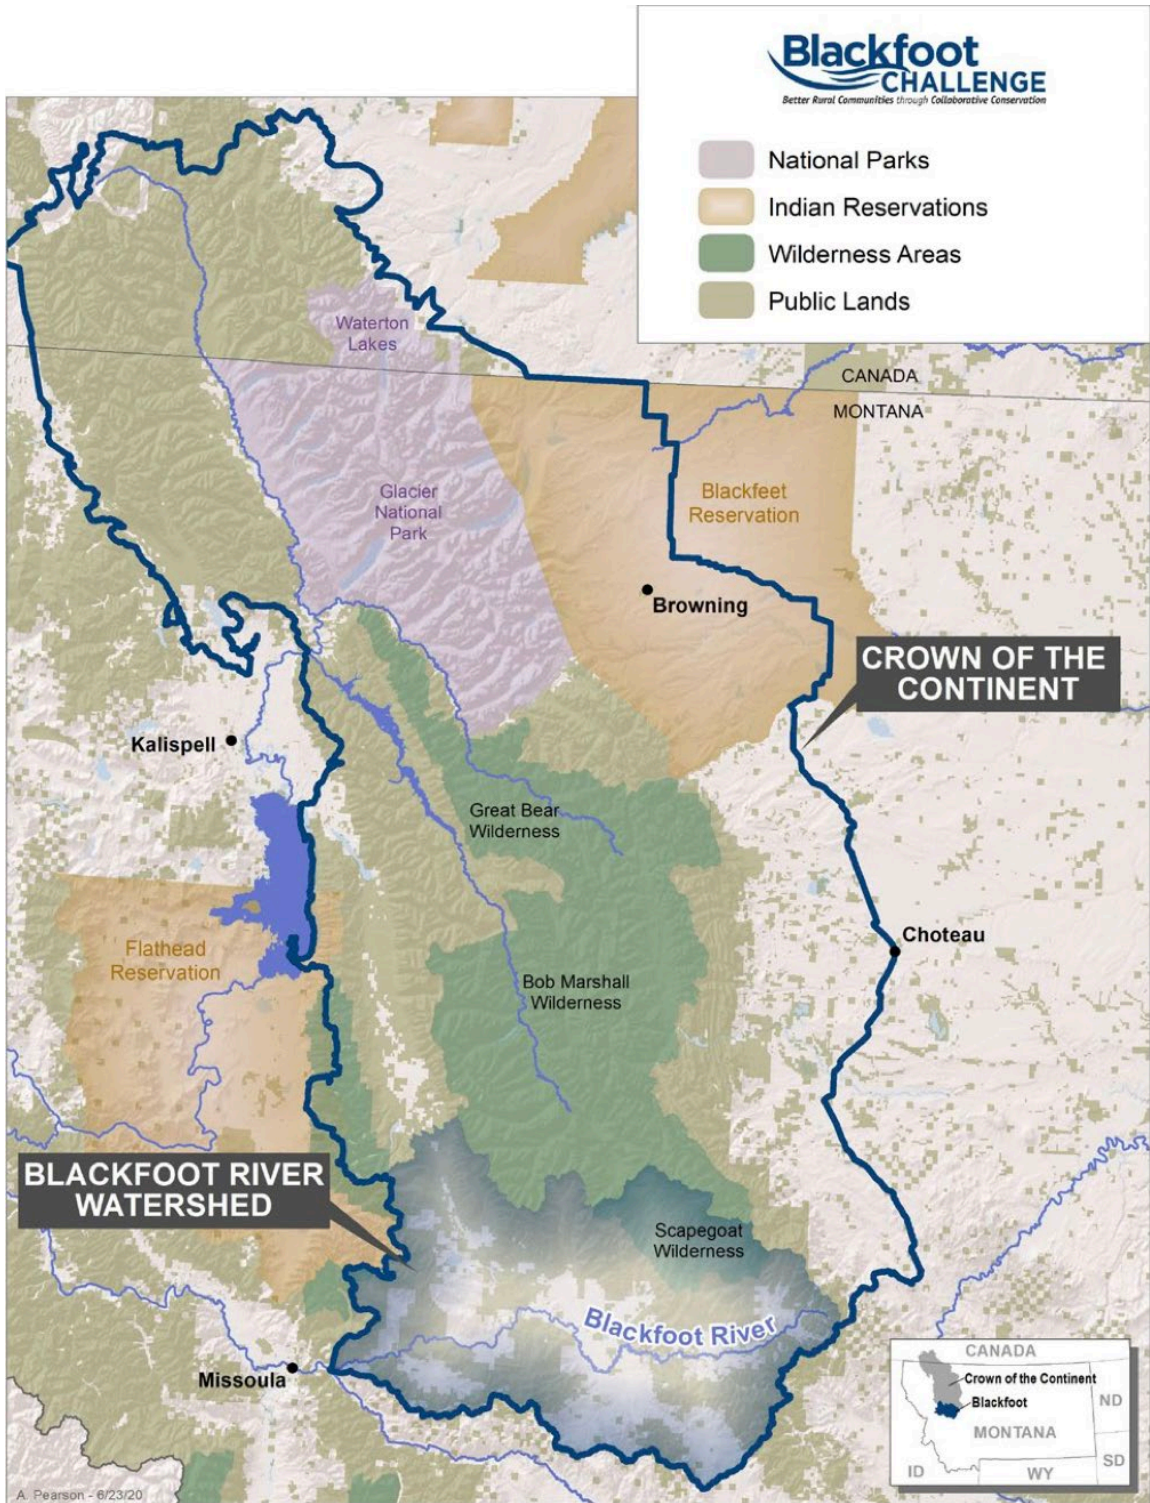 Blackfoot
CHALLENGE
Better Rural Communities through Collaborative Conservation
National Parks
Indian Reservations
Wilderness Areas
Public Lands
Waterton
Lakes
CANADA
MONTANA
Glacier
National
Park
Blackfeet
Reservation
Browning
CROWN OF THE
CONTINENT
Kalispell
Great Bear
Wilderness
Choteau
Flathead
Reservation
Bob Marshall
Wilderness
BLACKFOOT RIVER
WATERSHED
Scapegoat
Wilderness
Blackfoot River
Missoula
CANADA
Crown of the Continent
Blackfoot
ND
MONTANA
SD
ID
WY
A. Pearson - 6/23/20